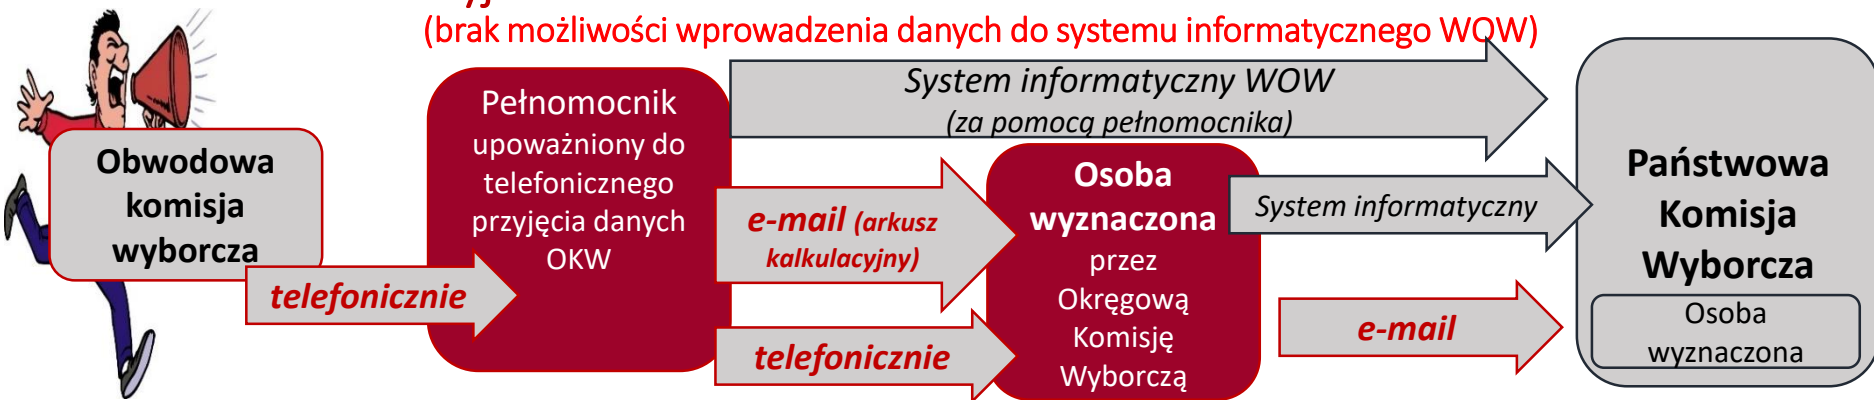 (brak możliwości wprowadzenia danych do systemu informatycznego WOW)
Obwodowa
komisja
wyborcza
telefonicznie
Pełnomocnik
upoważniony do
telefonicznego
przyjęcia danych
OKW
System informatyczny WOW
(za pomocą pełnomocnika)
e-mail (arkusz
kalkulacyjny)
telefonicznie
Osoba
wyznaczona
przez
Okręgową
Komisję
Wyborczą
System informatyczny
e-mail
Państwowa
Komisja
Wyborcza
Osoba
wyznaczona